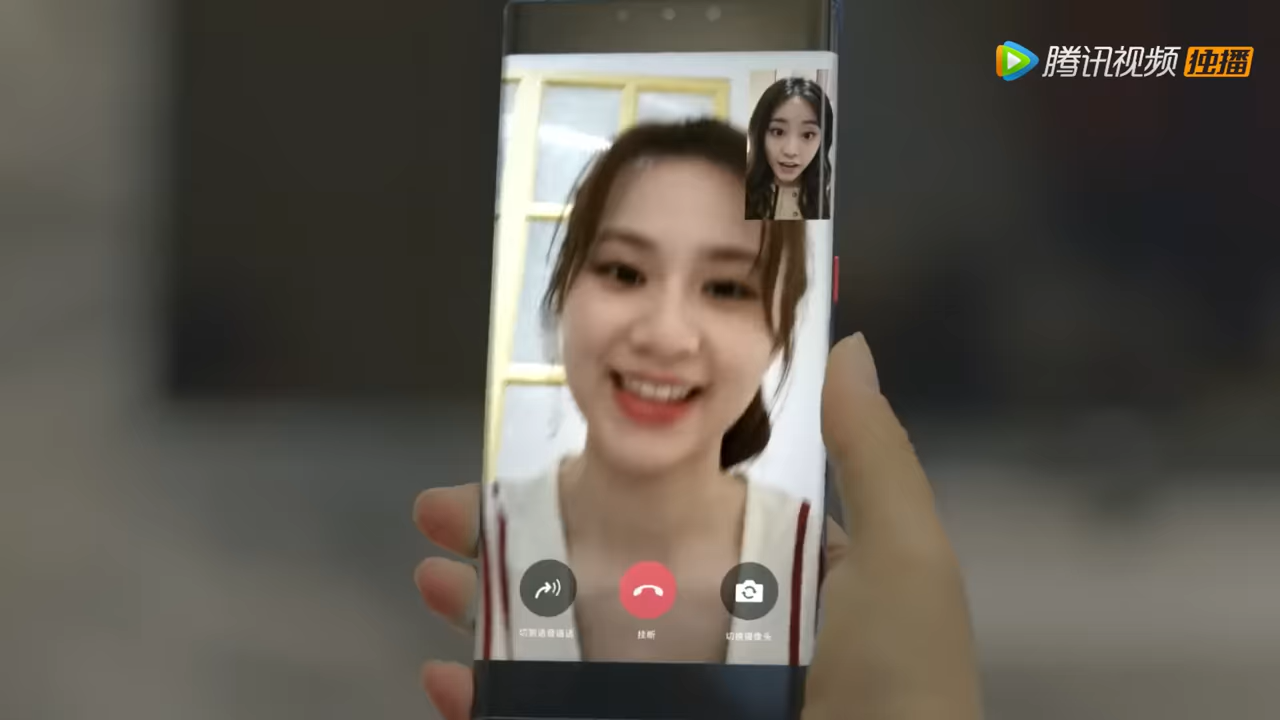 腾讯视频 独播
切到语音通话
挂断
切换摄像头